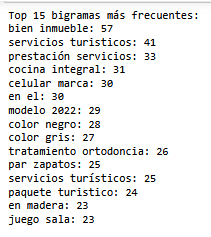 Top 15 bigramas más frecuentes:
bien inmueble: 57
servicios turisticos: 41
prestación servicios: 33
cocina integral: 31
celular marca: 30
en el: 30
modelo 2022: 29
color negro: 28
color gris: 27
tratamiento ortodoncia: 26
par zapatos: 25
servicios turísticos: 25
paquete turistico: 24
en madera: 23
juego sala: 23